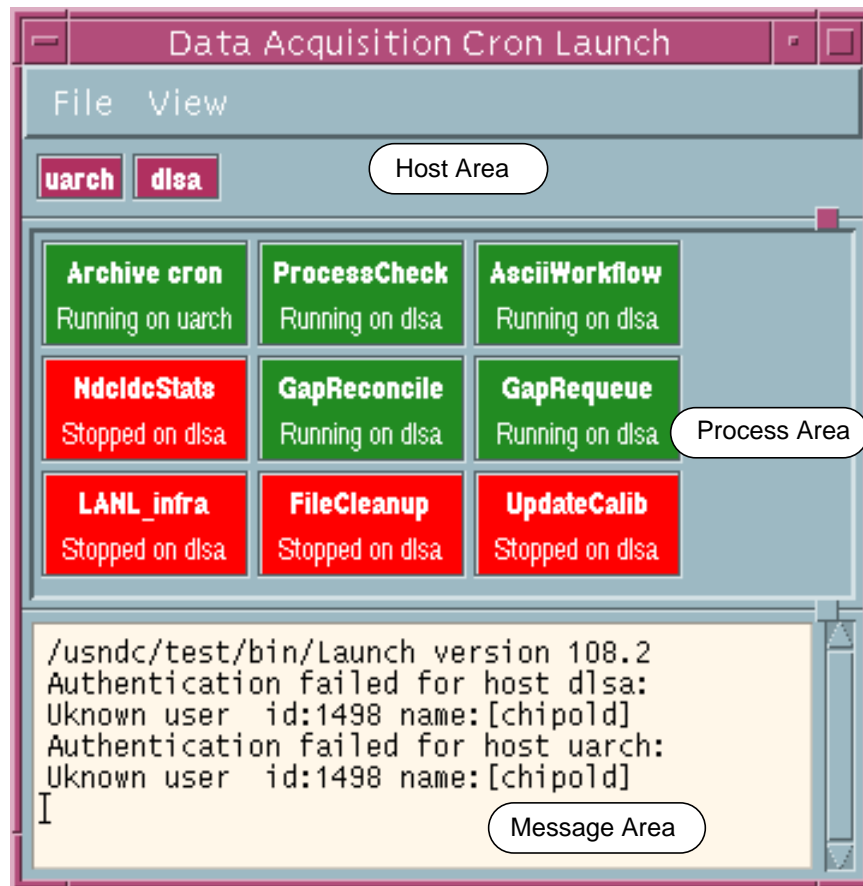 Data Acquisition Cron Launch
File View
uarch dlsa Host Area
Archive cron ProcessCheck AsciiWorkflow
Running on uarch Running on dlsa Running on dlsa
NdcIdcStats GapReconcile GapRequeue
Stopped on dlsa Running on dlsa Running on dlsa
Process Area
LANL_infra FileCleanup UpdateCalib
Stopped on dlsa Stopped on dlsa Stopped on dlsa
/usndc/test/bin/Launch version 108.2
Authentication failed for host dlsa:
Uknown user  id:1498 name:[chipold]
Authentication failed for host uarch:
Uknown user  id:1498 name:[chipold]
Message Area